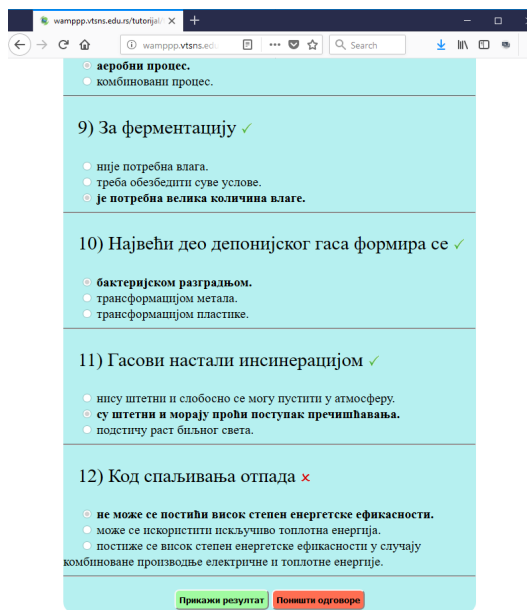 wamppp.vtsns.edu.rs/tutorijal/
wamppp.vtsns.ed
Search
аеробни процес.
комбиновани процес.
9) За ферментацију ✓
није потребна влага.
треба обезбедити суве услове.
је потребна велика количина влаге.
10) Највећи део депонијског гаса формира се ✓
бактеријском разградњом.
трансформацијом метала.
трансформацијом пластике.
11) Гасови настали инсинерацијом ✓
нису штетни и слобосно се могу пустити у атмосферу.
су штетни и морају проћи поступак пречишћавања.
подстичу раст биљног света.
12) Код спаљивања отпада ×
не може се постићи висок степен енергетске ефикасности.
може се искористити искључиво топлотна енергија.
постиже се висок степен енергетске ефикасности у случају
комбиноване производње електричне и топлотне енергије.
Прикажи резултат Поништи одговоре